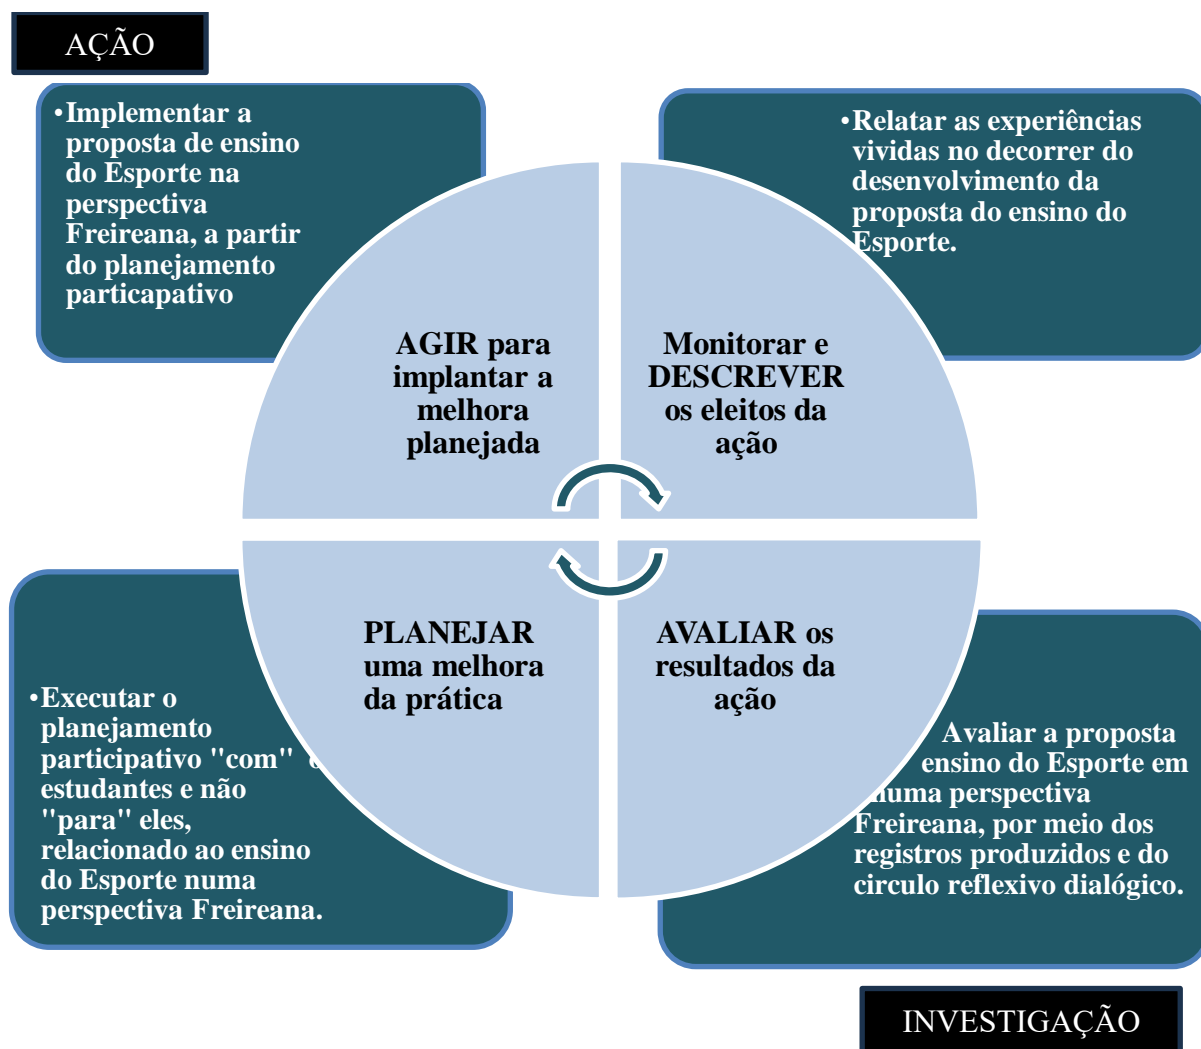 AÇÃO
•Implementar a
proposta de ensino
do Esporte na
perspectiva
Freireana, a partir
do planejamento
particapativo
•Relatar as experiências
vividas no decorrer do
desenvolvimento da
proposta do ensino do
Esporte.
AGIR para
implantar a
melhora
planejada
Monitorar e
DESCREVER
os eleitos da
ação
PLANEJAR
uma melhora
da prática
AVALIAR os
resultados da
ação
•Executar o
planejamento
participativo "com"
estudantes e não
"para" eles,
relacionado ao ensino
do Esporte numa
perspectiva Freireana.
Avaliar a proposta
ensino do Esporte em
numa perspectiva
Freireana, por meio dos
registros produzidos e do
circulo reflexivo dialógico.
INVESTIGAÇÃO